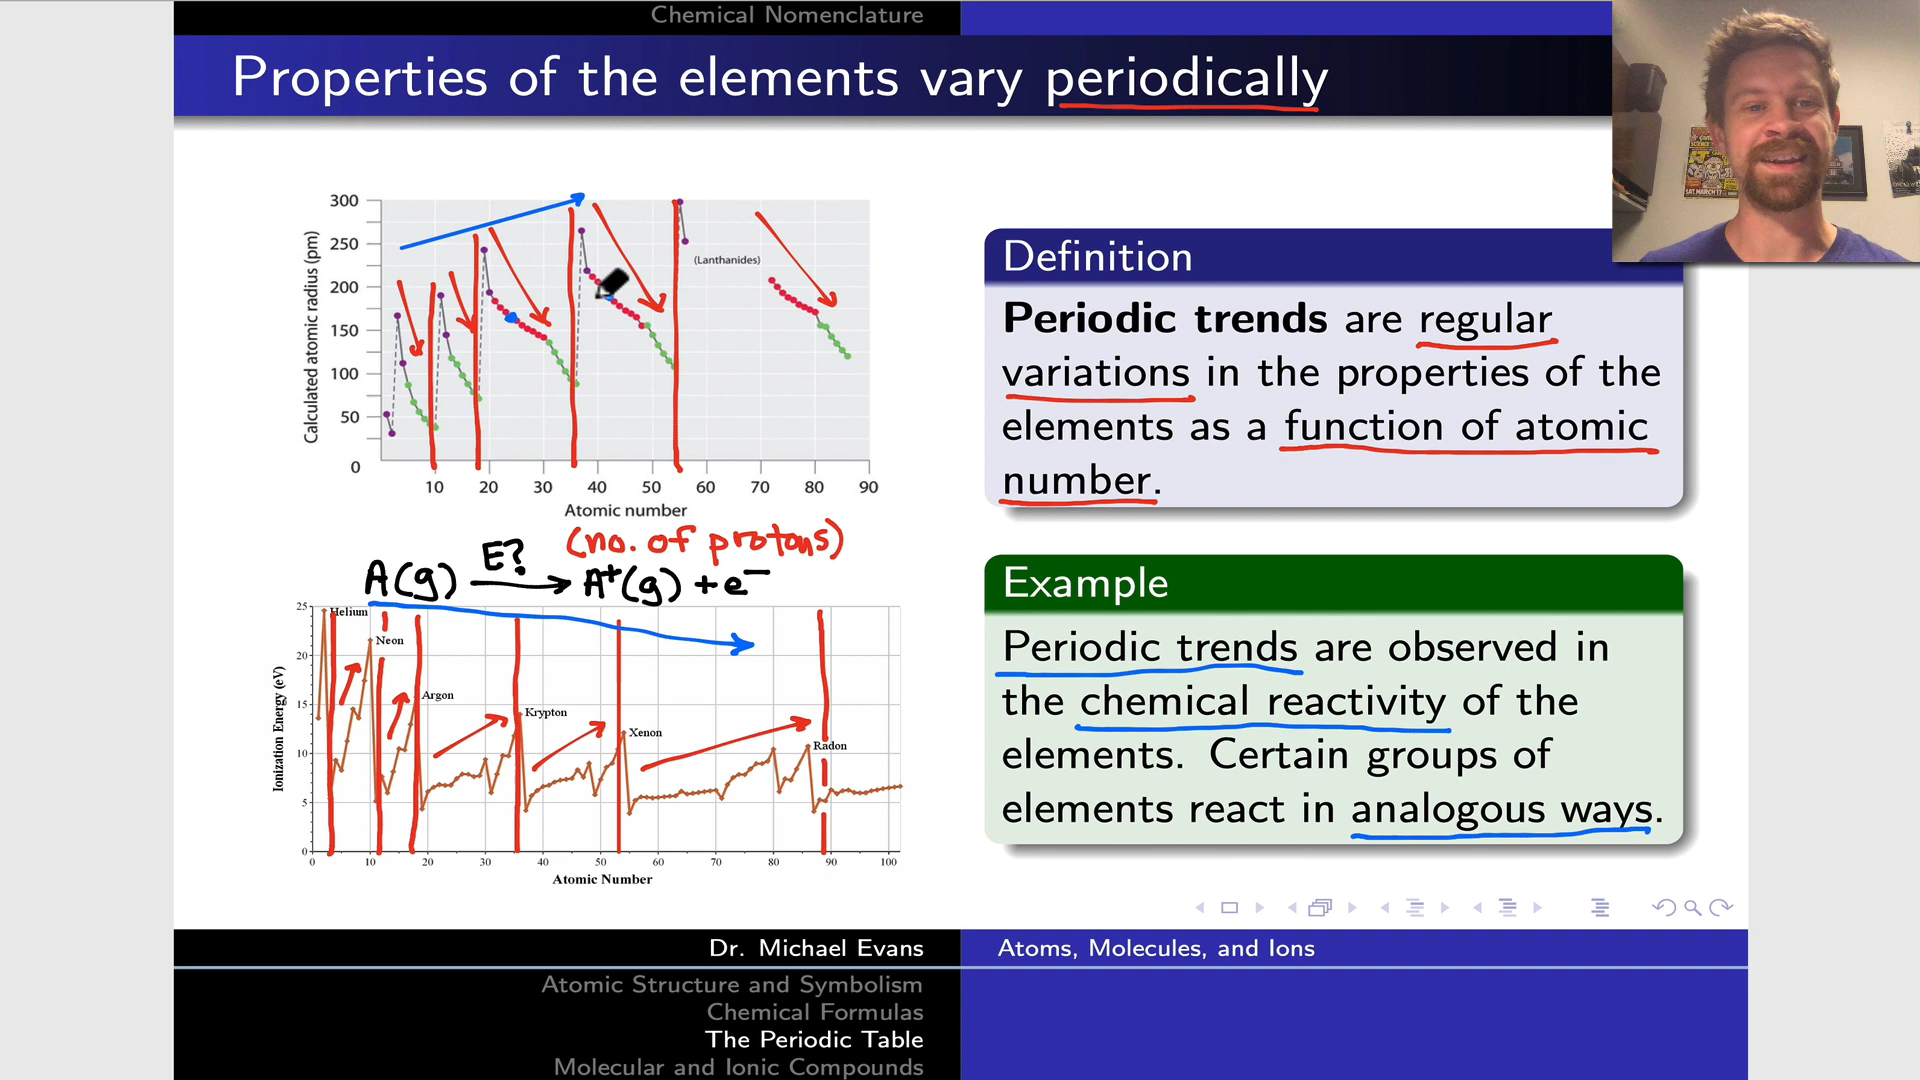 Chemical Nomenclature
Properties of the elements vary periodically
300
250
200
150
100
50
0
10 20 30 40 50 60 70 80 90
Calculated atomic radius (pm)
(Lanthanides)
Atomic number
(no. of protons)
A(g) E? → A⁺(g) + e⁻
25
20
15
10
5
0
Ionization Energy (eV)
Helium
Neon
Argon
Krypton
Xenon
Radon
0 10 20 30 40 50 60 70 80 90 100
Atomic Number
Definition
Periodic trends are regular
variations in the properties of the
elements as a function of atomic
number.
Example
Periodic trends are observed in
the chemical reactivity of the
elements. Certain groups of
elements react in analogous ways.
Dr. Michael Evans
Atoms, Molecules, and Ions
Atomic Structure and Symbolism
Chemical Formulas
The Periodic Table
Molecular and Ionic Compounds